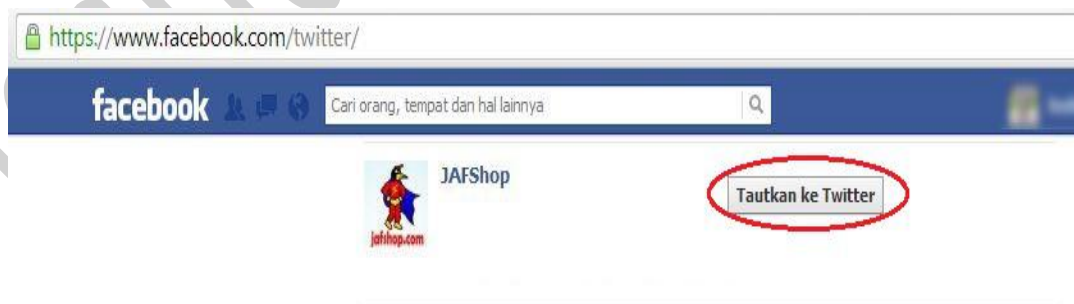 https://www.facebook.com/twitter/
facebook
Cari orang, tempat dan hal lainnya
JAFShop
Tautkan ke Twitter
jafshop.com